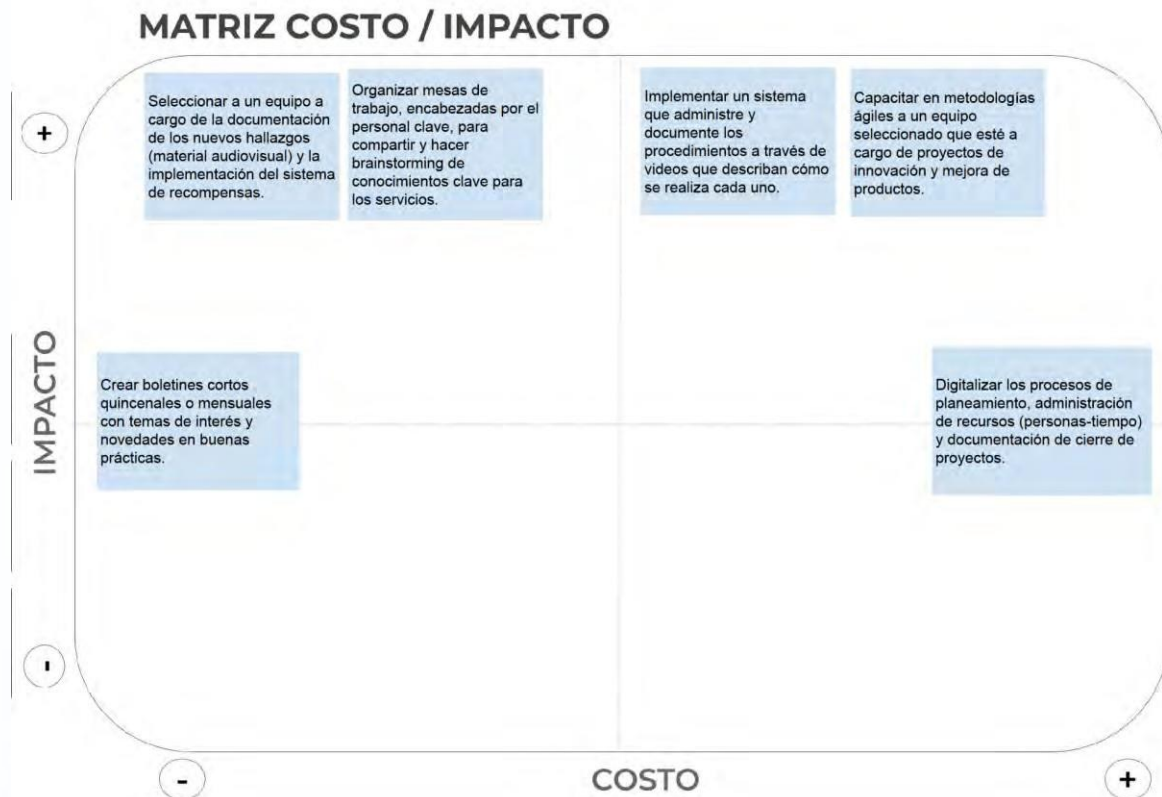 MATRIZ COSTO / IMPACTO
+
Seleccionar a un equipo a
cargo de la documentación
de los nuevos hallazgos
(material audiovisual) y la
implementación del sistema
de recompensas.
Organizar mesas de
trabajo, encabezadas por el
personal clave, para
compartir y hacer
brainstorming de
conocimientos clave para
los servicios.
Implementar un sistema
que administre y
documente los
procedimientos a través de
videos que describan cómo
se realiza cada uno.
Capacitar en metodologías
ágiles a un equipo
seleccionado que esté a
cargo de proyectos de
innovación y mejora de
productos.
IMPACTO
Crear boletines cortos
quincenales o mensuales
con temas de interés y
novedades en buenas
prácticas.
Digitalizar los procesos de
planeamiento, administración
de recursos (personas-tiempo)
y documentación de cierre de
proyectos.
-
-
COSTO
+